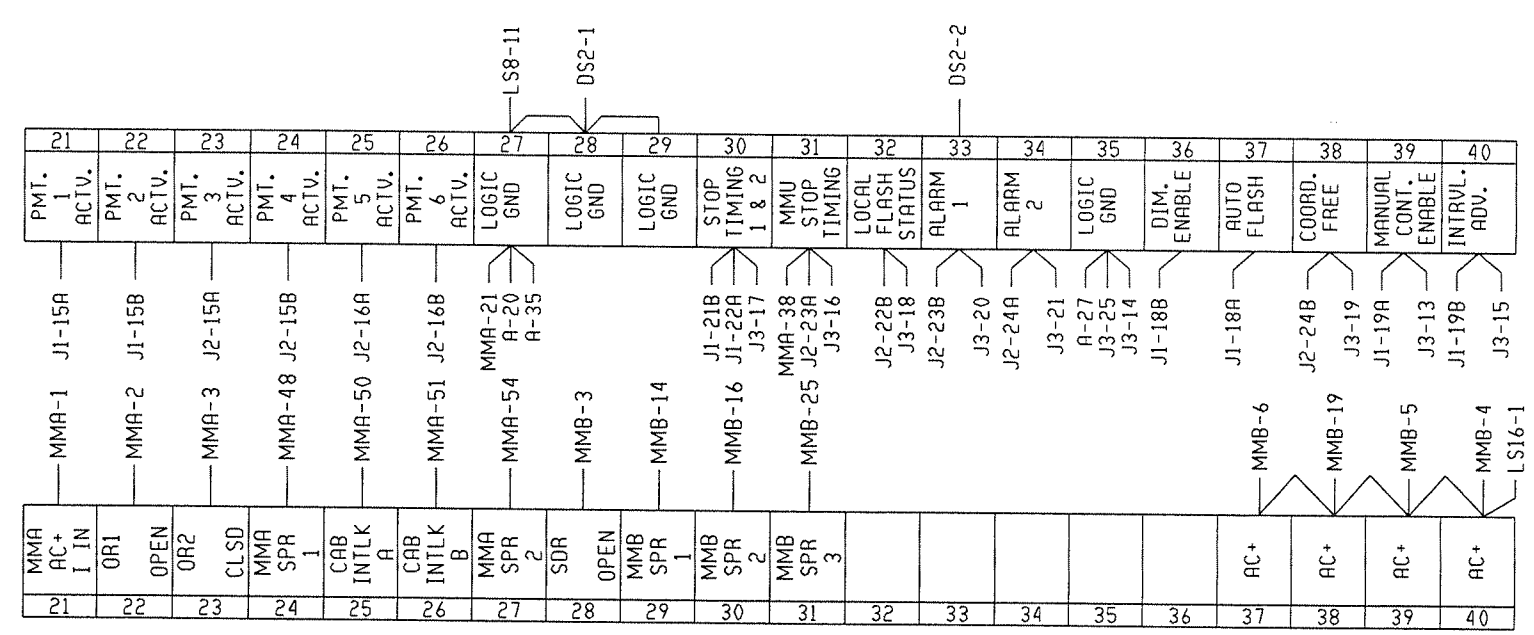 LS8-11
DS2-1
DS2-2
21 22 23 24 25 26 27 28 29 30 31 32 33 34 35 36 37 38 39 40
PMT.
1
ACTV.
PMT.
2
ACTV.
PMT.
3
ACTV.
PMT.
4
ACTV.
PMT.
5
ACTV.
PMT.
6
ACTV.
LOGIC
GND
LOGIC
GND
LOGIC
GND
STOP
TIMING
1 & 2
MMU
STOP
TIMING
LOCAL
FLASH
STATUS
ALARM
1
ALARM
2
LOGIC
GND
DIM.
ENABLE
AUTO
FLASH
COORD.
FREE
MANUAL
CONT.
ENABLE
INTRVL.
ADV.
J1-15A
J1-15B
J2-15A
J2-15B
J2-16A
J2-16B
MMA-21
A-20
A-35
J1-21B
J1-22A
J3-17
MMA-38
J2-23A
J3-16
J2-22B
J3-18
J2-23B
J3-20
J2-24A
J3-21
A-27
J3-25
J3-14
J1-18B
J1-18A
J2-24B
J3-19
J1-19A
J3-13
J1-19B
J3-15
MMA-1
MMA-2
MMA-3
MMA-48
MMA-50
MMA-51
MMA-54
MMB-3
MMB-14
MMB-16
MMB-25
MMB-6
MMB-19
MMB-5
MMB-4
LS16-1
MMA
AC+
I IN
OR1
OPEN
OR2
CLSD
MMA
SPR
1
CAB
INTLK
A
CAB
INTLK
B
MMA
SPR
2
SDR
OPEN
MMB
SPR
1
MMB
SPR
2
MMB
SPR
3
AC+
AC+
AC+
AC+
21 22 23 24 25 26 27 28 29 30 31 32 33 34 35 36 37 38 39 40